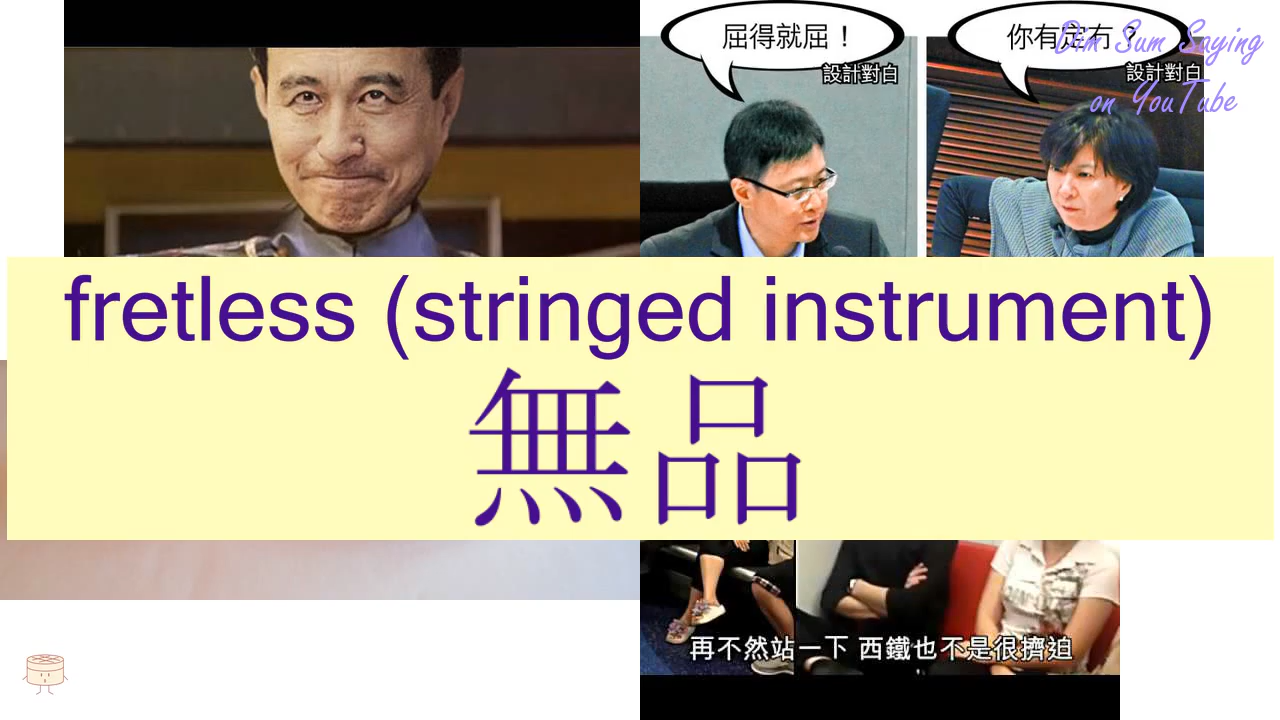 屈得就屈！
設計對白
你有定冇？
設計對白
Dim Sum Saying
on YouTube
fretless (stringed instrument)
無品
再不然站一下 西鐵也不是很擠迫